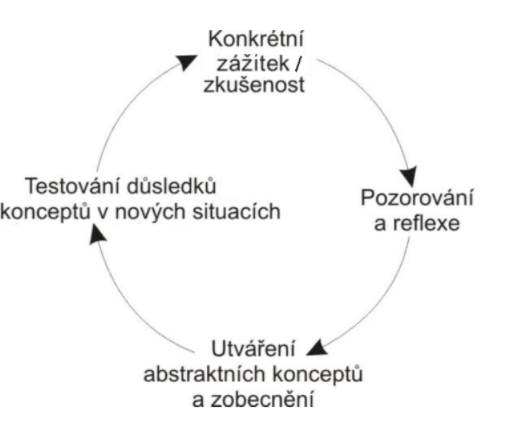 Konkrétní
zážitek /
zkušenost
Pozorování
a reflexe
Utváření
abstraktních konceptů
a zobecnění
Testování důsledků
konceptů v nových situacích